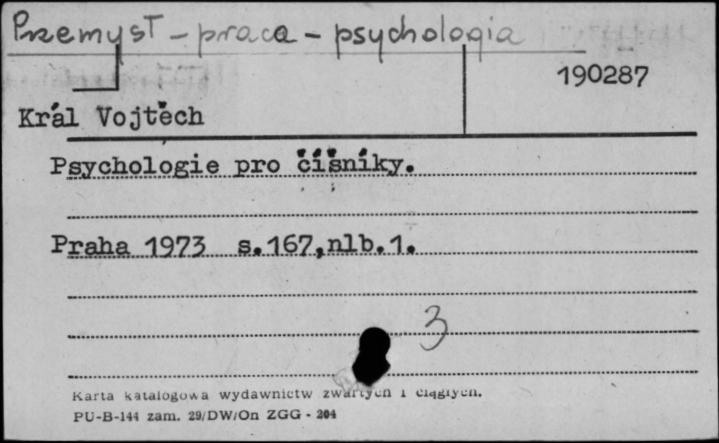 Przemysł - praca - psychologia
190287
Král Vojtěch
Psychologie pro číšníky.
Praha 1973 s.167,nlb.1.
3
Karta katalogowa wydawnictw zwartych i ciągłych.
PU-B-144 zam. 29/DW/On ZGG - 204